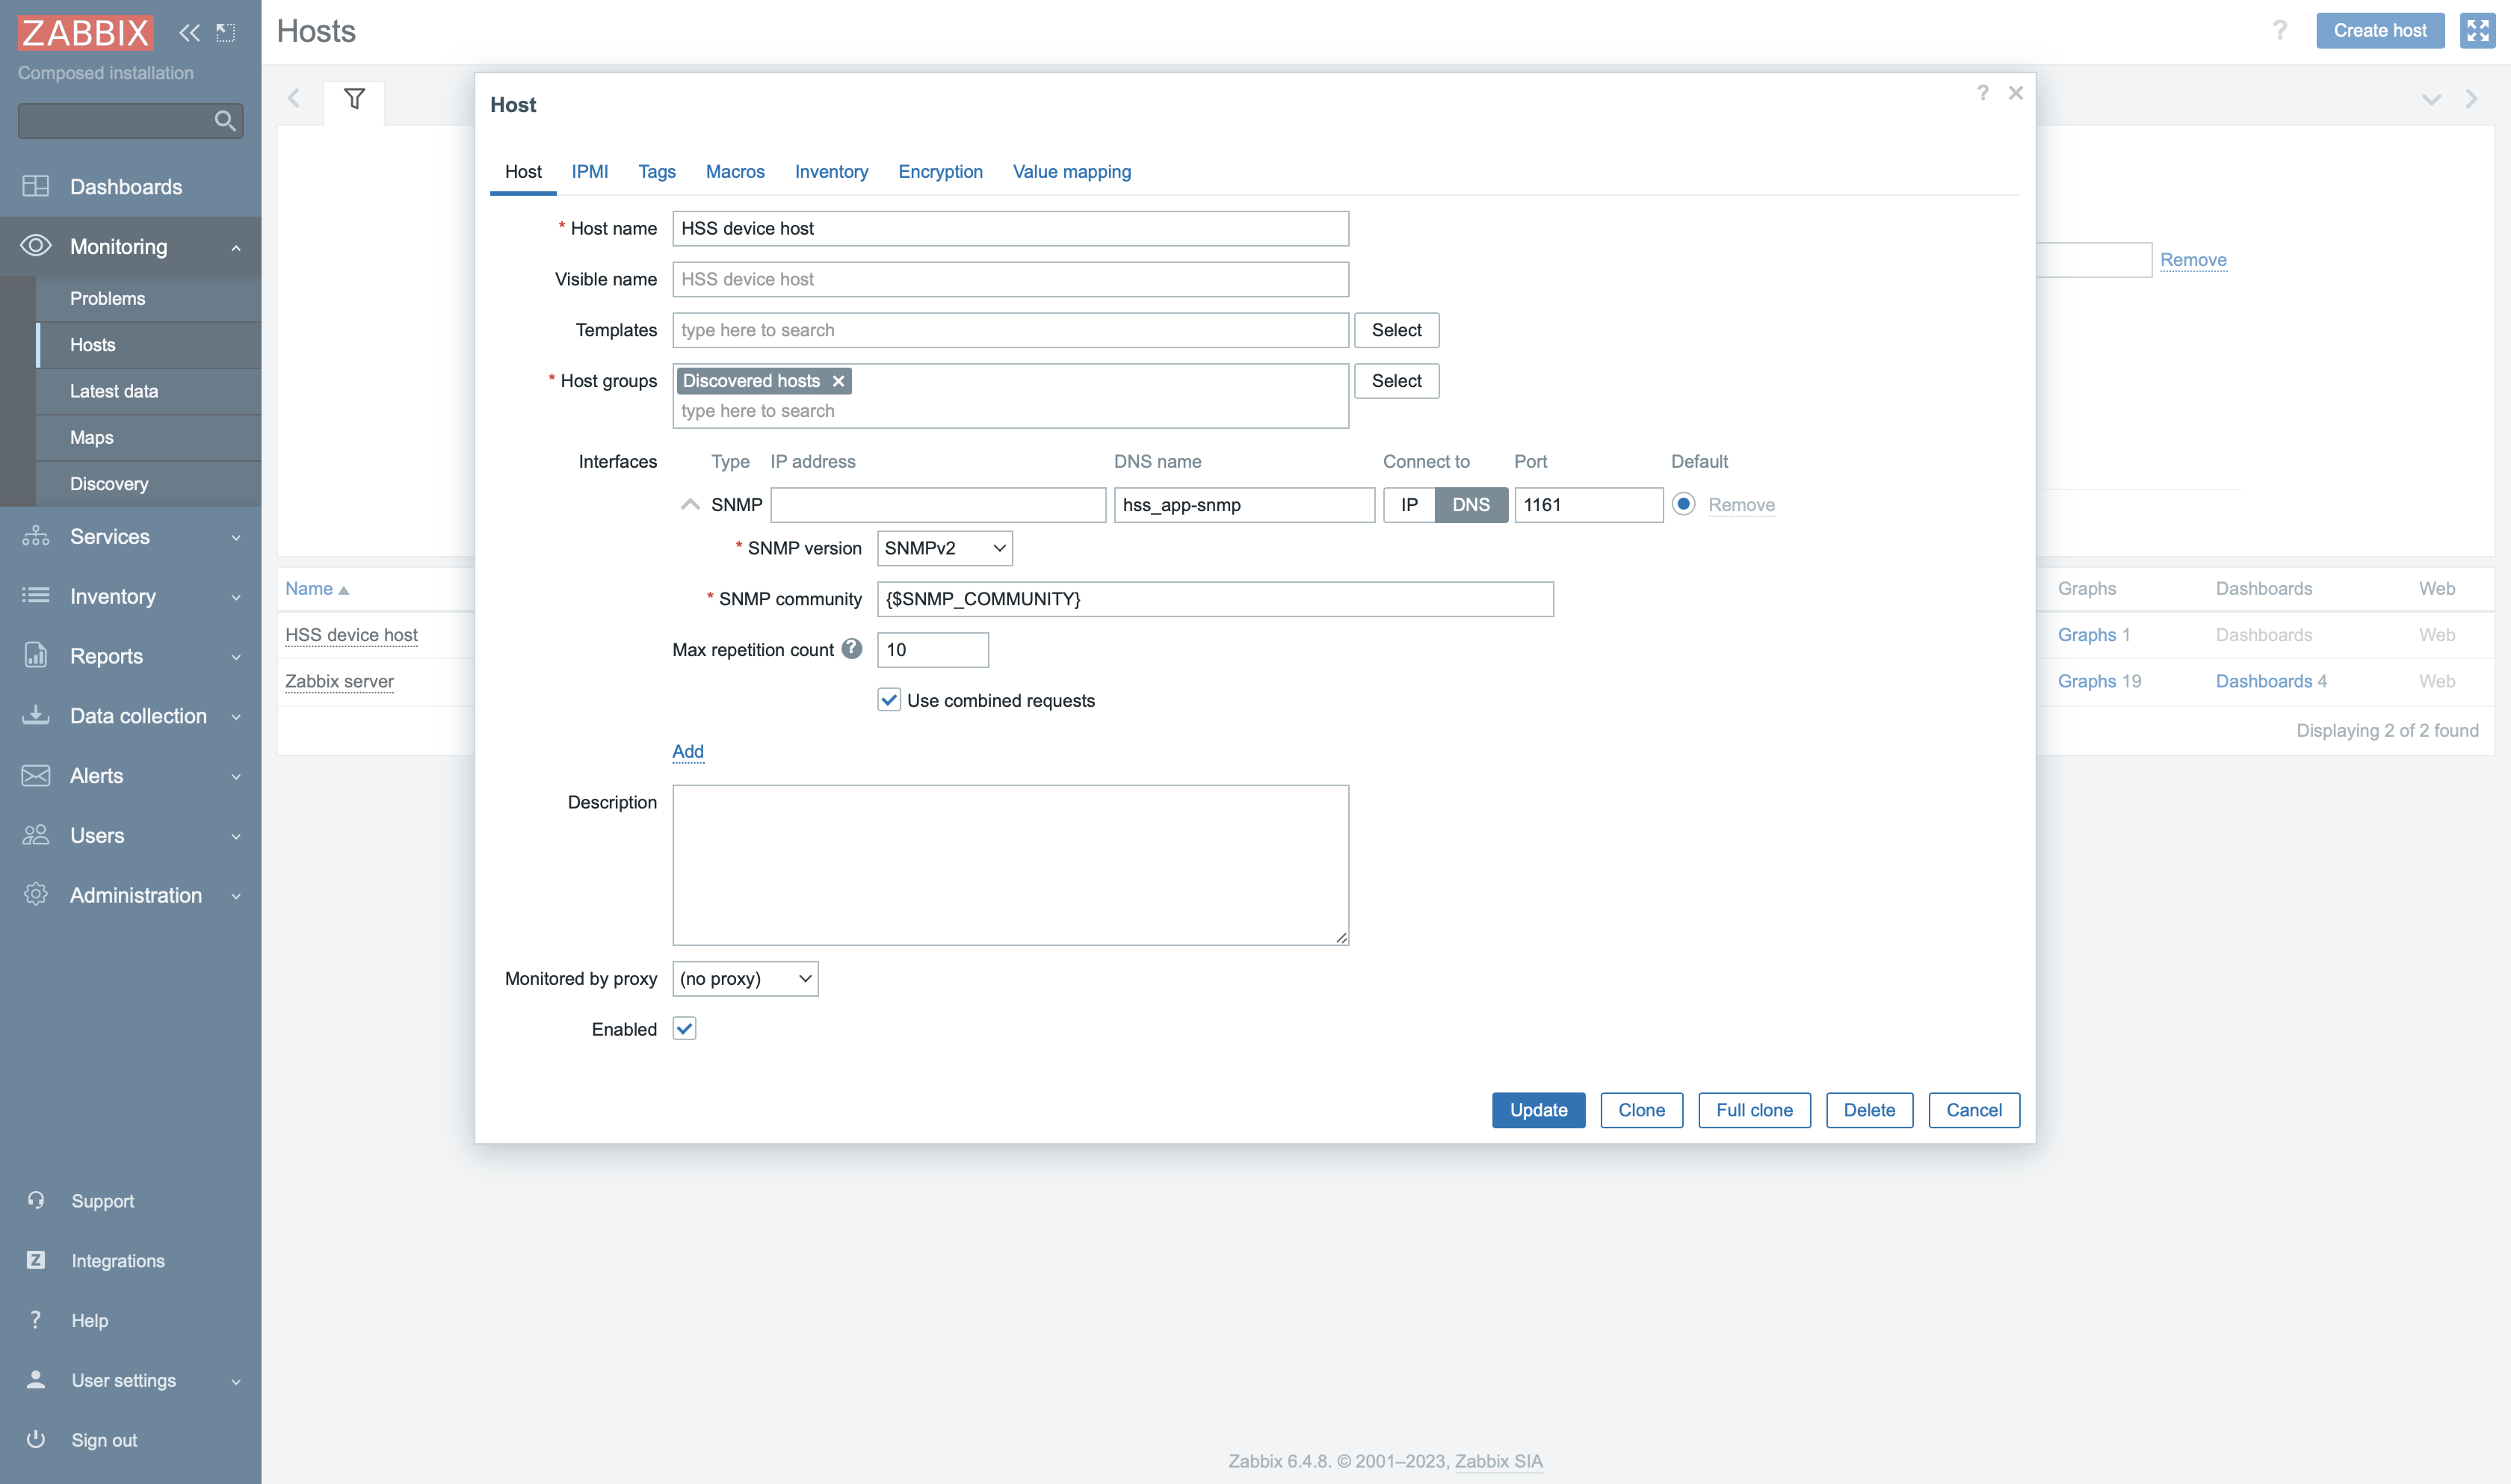 ZABBIX
Composed installation
Dashboards
Monitoring
Problems
Hosts
Latest data
Maps
Discovery
Services
Inventory
Reports
Data collection
Alerts
Users
Administration
Support
Integrations
Help
User settings
Sign out
Hosts
? Create host
Host
?
Host IPMI Tags Macros Inventory Encryption Value mapping
* Host name HSS device host
Visible name HSS device host
Templates type here to search Select
* Host groups Discovered hosts Select
type here to search
Interfaces Type IP address DNS name Connect to Port Default
SNMP hss_app-snmp IP DNS 1161 Remove
* SNMP version SNMPv2
* SNMP community {$SNMP_COMMUNITY}
Max repetition count ? 10
Use combined requests
Add
Description
Monitored by proxy (no proxy)
Enabled
Update Clone Full clone Delete Cancel
Remove
Name Graphs Dashboards Web
HSS device host Graphs 1 Dashboards Web
Zabbix server Graphs 19 Dashboards 4 Web
Displaying 2 of 2 found
Zabbix 6.4.8. © 2001–2023, Zabbix SIA